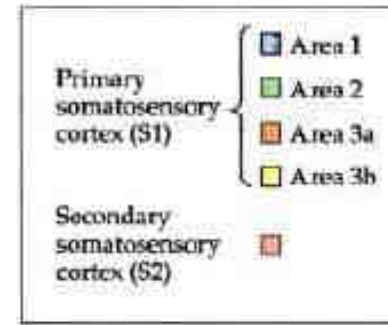 Primary
somatosensory
cortex (S1)
Area 1
Area 2
Area 3a
Area 3b
Secondary
somatosensory
cortex (S2)